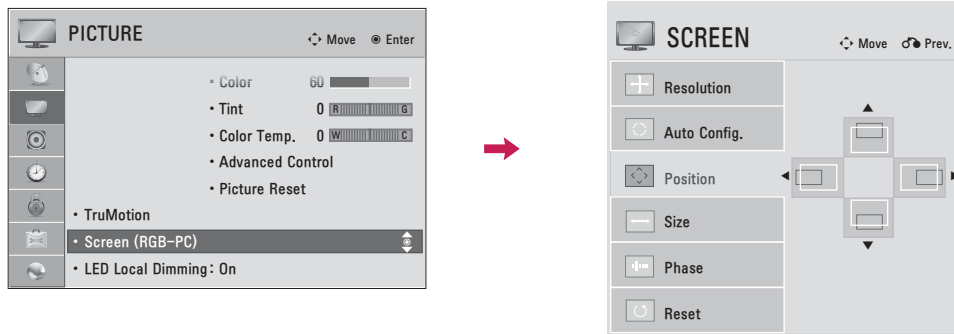 PICTURE
Move Enter
• Color 60
• Tint 0 R G
• Color Temp. 0 W C
• Advanced Control
• Picture Reset
• TruMotion
• Screen (RGB-PC)
• LED Local Dimming: On
SCREEN
Move Prev.
Resolution
Auto Config.
Position
Size
Phase
Reset